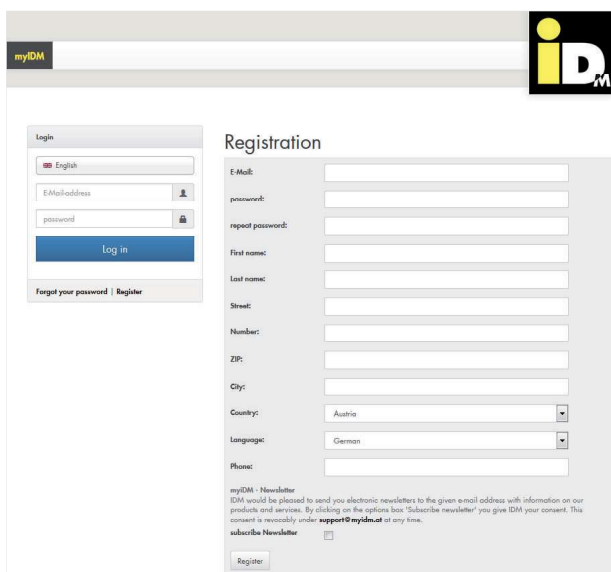 myIDM
iDM
Login
English
E-Mail-address
password
Log in
Forgot your password | Register
Registration
E-Mail:
password:
repeat password:
First name:
Last name:
Street:
Number:
ZIP:
City:
Country:
Austria
Language:
German
Phone:
myiDM - Newsletter
IDM would be pleased to send you electronic newsletters to the given e-mail address with information on our
products and services. By clicking on the options box 'Subscribe newsletter' you give IDM your consent. This
consent is revocably under support@myidm.at at any time.
subscribe Newsletter
Register